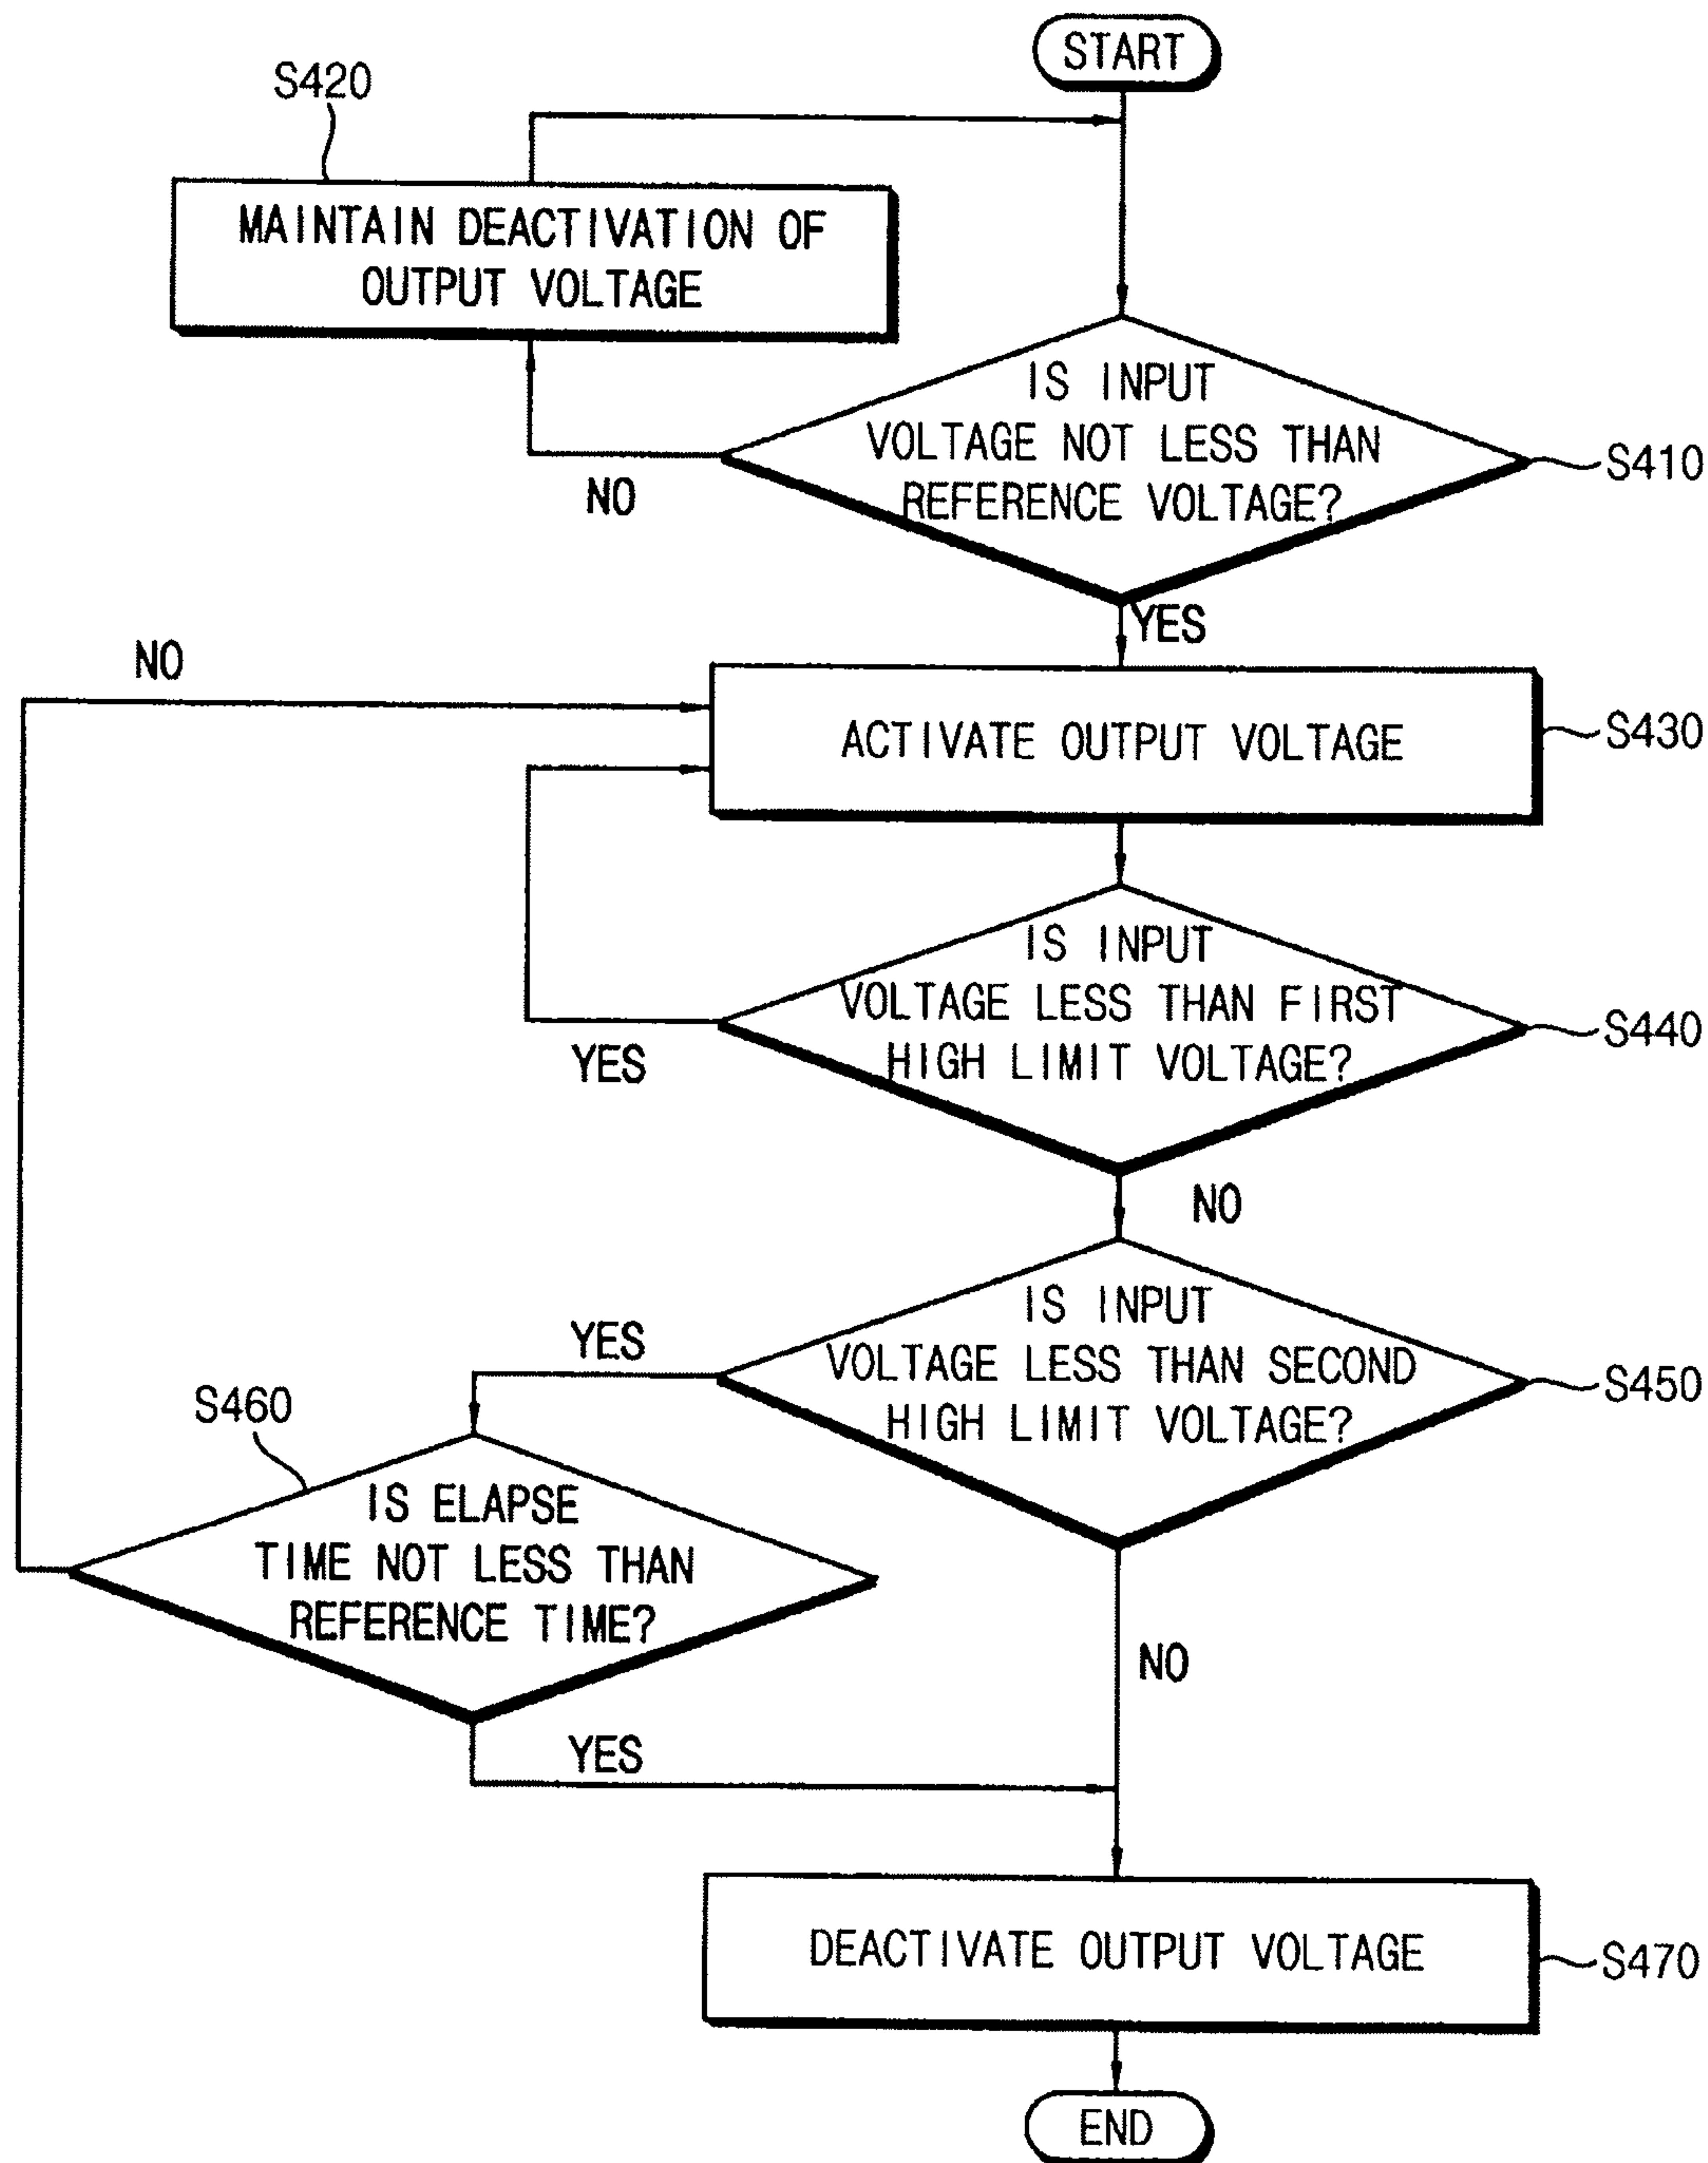 START
S420
MAINTAIN DEACTIVATION OF
OUTPUT VOLTAGE
IS INPUT
VOLTAGE NOT LESS THAN
REFERENCE VOLTAGE?
S410
NO
YES
NO
ACTIVATE OUTPUT VOLTAGE
S430
IS INPUT
VOLTAGE LESS THAN FIRST
HIGH LIMIT VOLTAGE?
S440
YES
NO
IS INPUT
VOLTAGE LESS THAN SECOND
HIGH LIMIT VOLTAGE?
S450
YES
S460
IS ELAPSE
TIME NOT LESS THAN
REFERENCE TIME?
NO
YES
DEACTIVATE OUTPUT VOLTAGE
S470
END